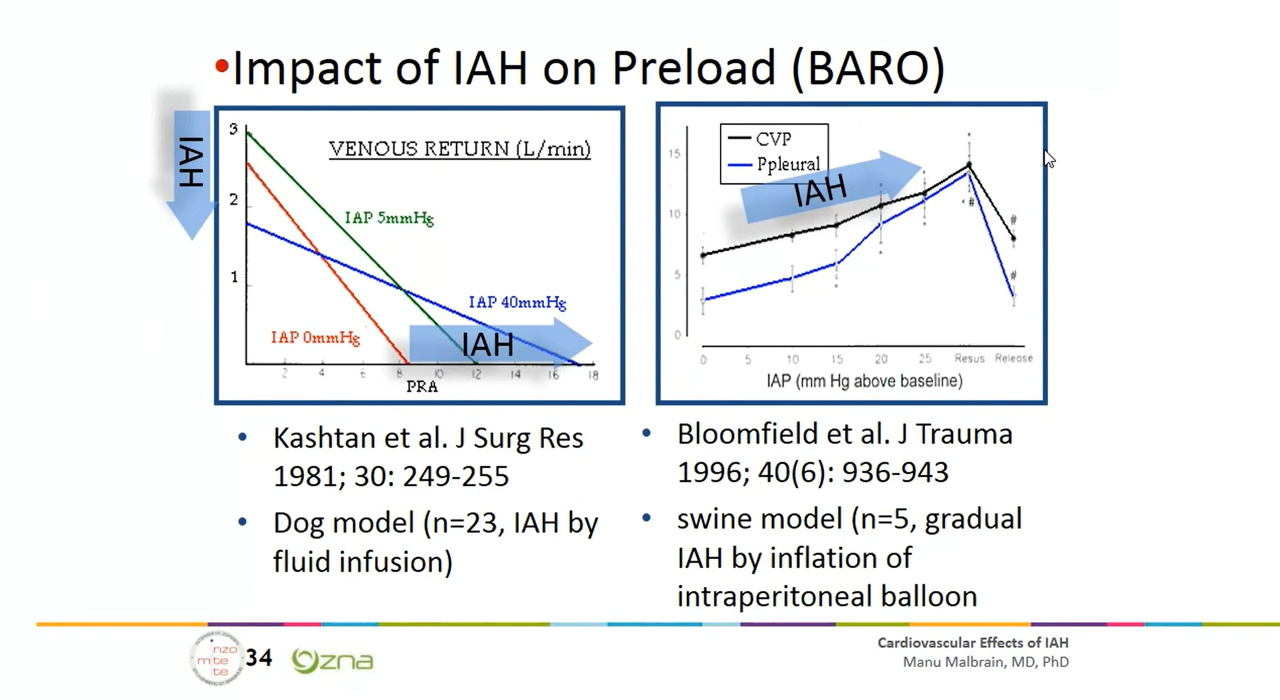 •Impact of IAH on Preload (BARO)
IAH
3
2
1
VENOUS RETURN (L/min)
IAP 5mmHg
IAP 40mmHg
IAP 0mmHg
IAH
2 4 6 8 10 12 14 16 18
PRA
CVP
Ppleural
IAH
15
10
5
0
* #
#
#
0 5 10 15 20 25 Resus Release
IAP (mm Hg above baseline)
• Kashtan et al. J Surg Res
1981; 30: 249-255
• Dog model (n=23, IAH by
fluid infusion)
• Bloomfield et al. J Trauma
1996; 40(6): 936-943
• swine model (n=5, gradual
IAH by inflation of
intraperitoneal balloon
34
zna
Cardiovascular Effects of IAH
Manu Malbrain, MD, PhD